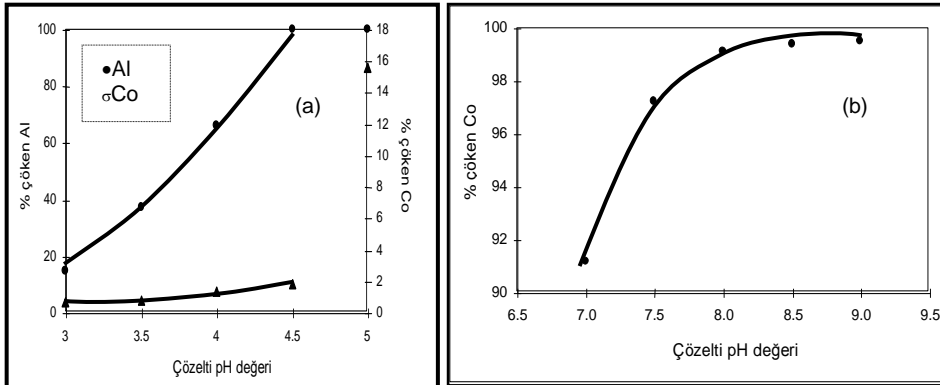 ●Al
σCo
(a)
% çöken Al
100
80
60
40
20
0
18
16
14
12
10
8
6
4
2
0
% çöken Co
3 3.5 4 4.5 5
Çözelti pH değeri
(b)
% cöken Co
100
98
96
94
92
90
6.5 7.0 7.5 8.0 8.5 9.0 9.5
Çözelti pH değeri